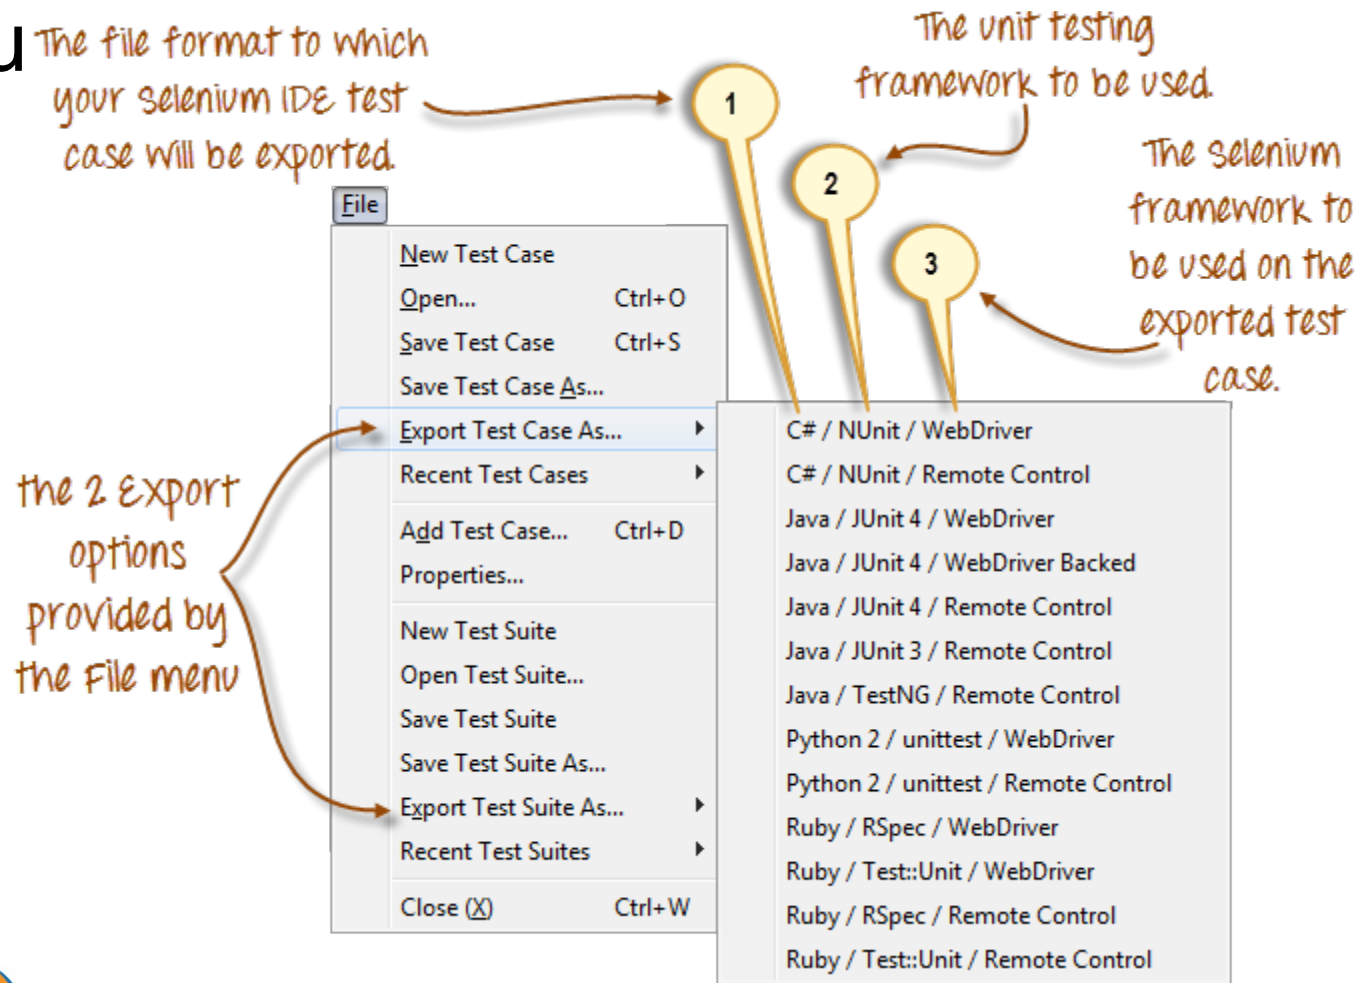 u
The file format to which
your Selenium IDE test
case will be exported.
The unit testing
framework to be used.
The Selenium
framework to
be used on the
exported test
case.
1
2
3
File
New Test Case
Open... Ctrl+O
Save Test Case Ctrl+S
Save Test Case As...
Export Test Case As...
Recent Test Cases
Add Test Case... Ctrl+D
Properties...
New Test Suite
Open Test Suite...
Save Test Suite
Save Test Suite As...
Export Test Suite As...
Recent Test Suites
Close (X) Ctrl+W
the 2 Export
options
provided by
the File menu
C# / NUnit / WebDriver
C# / NUnit / Remote Control
Java / JUnit 4 / WebDriver
Java / JUnit 4 / WebDriver Backed
Java / JUnit 4 / Remote Control
Java / JUnit 3 / Remote Control
Java / TestNG / Remote Control
Python 2 / unittest / WebDriver
Python 2 / unittest / Remote Control
Ruby / RSpec / WebDriver
Ruby / Test::Unit / WebDriver
Ruby / RSpec / Remote Control
Ruby / Test::Unit / Remote Control